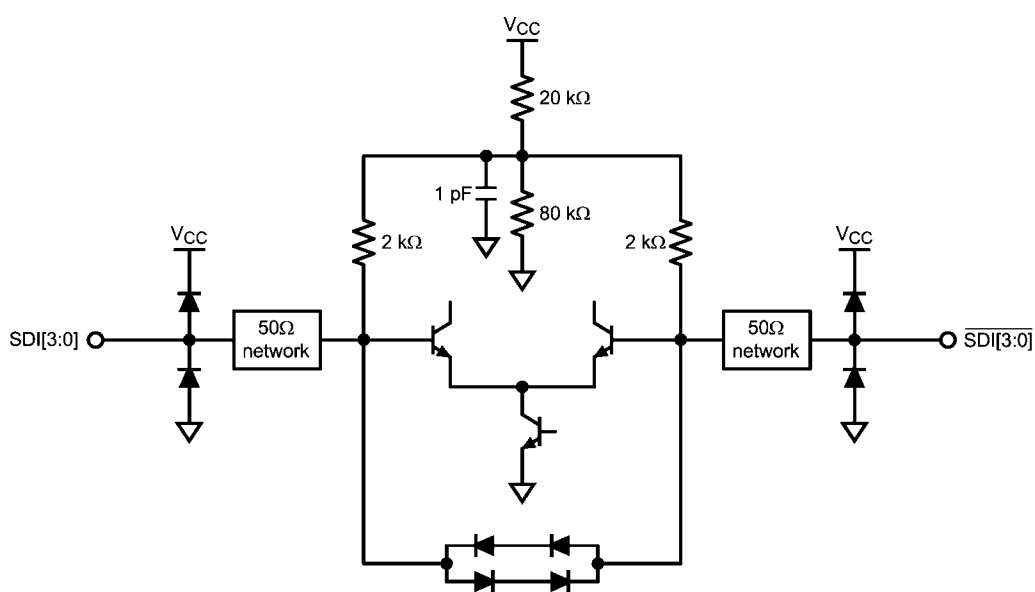 VCC
20 kΩ
1 pF
80 kΩ
2 kΩ
2 kΩ
VCC
VCC
SDI[3:0]
50Ω
network
50Ω
network
SDI[3:0]